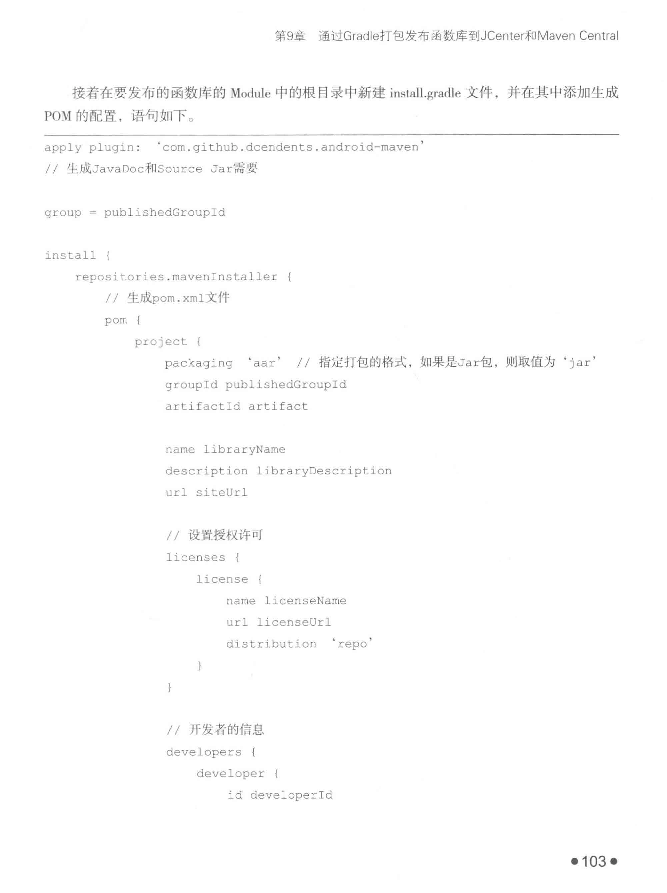 第9章 通过Gradle打包发布函数库到JCenter和Maven Central
接着在要发布的函数库的 Module 中的根目录中新建 install.gradle 文件，并在其中添加生成
POM 的配置，语句如下。
apply plugin: ‘com.github.dcendents.android-maven’
// 生成JavaDoc和Source Jar需要
group = publishedGroupId
install {
repositories.mavenInstaller {
// 生成pom.xml文件
pom {
project {
packaging ‘aar’ // 指定打包的格式，如果是Jar包，则取值为‘jar’
groupId publishedGroupId
artifactId artifact
name libraryName
description libraryDescription
url siteUrl
// 设置授权许可
licenses {
license {
name licenseName
url licenseUrl
distribution ‘repo’
}
}
// 开发者的信息
developers {
developer {
id developerId
●103●